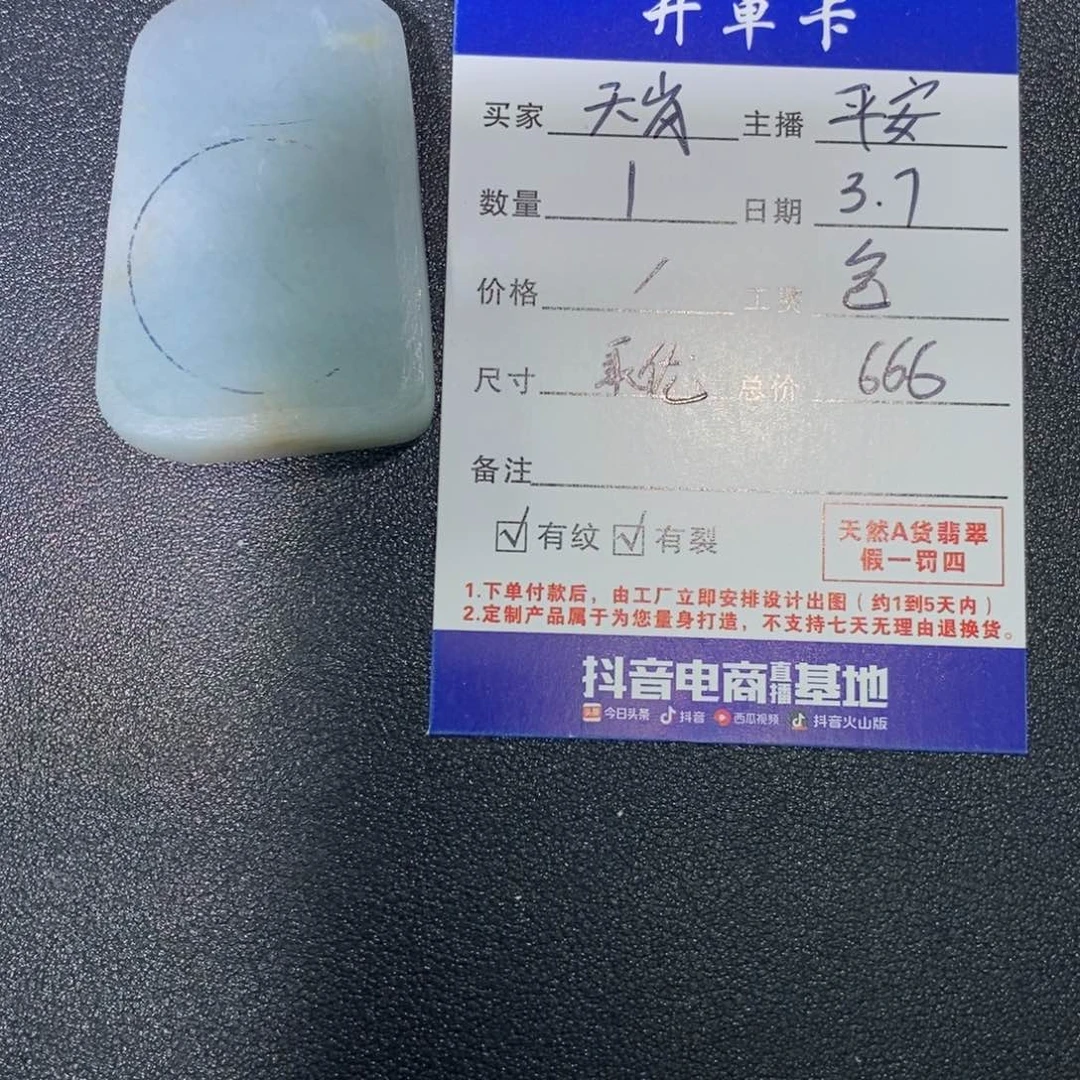 开单卡
买家 天岁 主播 平安
数量 1 日期 3.7
价格 / 工费 包
尺寸 取优 总价 666
备注
☑有纹 ☑有裂
天然A货翡翠
假一罚四
1.下单付款后，由工厂立即安排设计出图（约1到5天内）
2.定制产品属于为您量身打造，不支持七天无理由退换货。
抖音电商直播基地
头条 今日头条 抖音 西瓜视频 抖音火山版